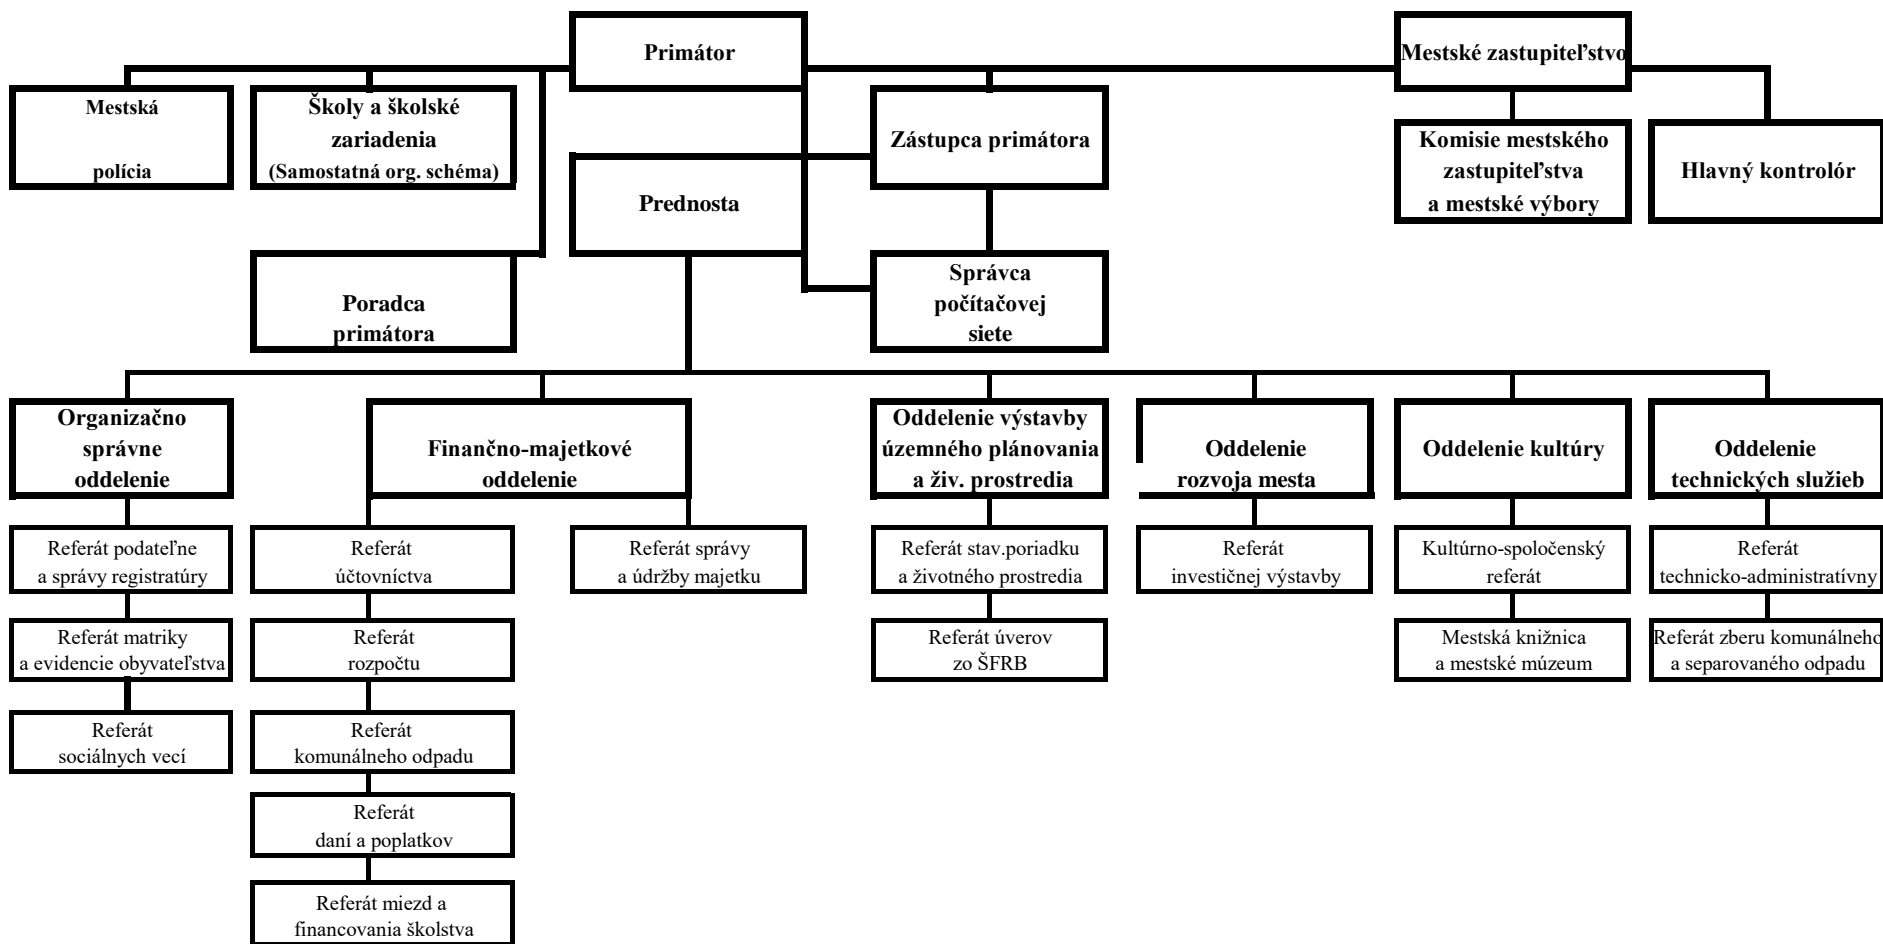 Primátor
Mestské zastupiteľstvo
Mestská
polícia
Školy a školské
zariadenia
(Samostatná org. schéma)
Zástupca primátora
Komisie mestského
zastupiteľstva
a mestské výbory
Hlavný kontrolór
Prednosta
Poradca
primátora
Správca
počítačovej
siete
Organizačno
správne
oddelenie
Finančno-majetkové
oddelenie
Oddelenie výstavby
územného plánovania
a živ. prostredia
Oddelenie
rozvoja mesta
Oddelenie kultúry
Oddelenie
technických služieb
Referát podateľne
a správy registratúry
Referát
účtovníctva
Referát správy
a údržby majetku
Referát stav.poriadku
a životného prostredia
Referát
investičnej výstavby
Kultúrno-spoločenský
referát
Referát
technicko-administratívny
Referát matriky
a evidencie obyvateľstva
Referát
rozpočtu
Referát úverov
zo ŠFRB
Mestská knižnica
a mestské múzeum
Referát zberu komunálneho
a separovaného odpadu
Referát
sociálnych vecí
Referát
komunálneho odpadu
Referát
daní a poplatkov
Referát miezd a
financovania školstva